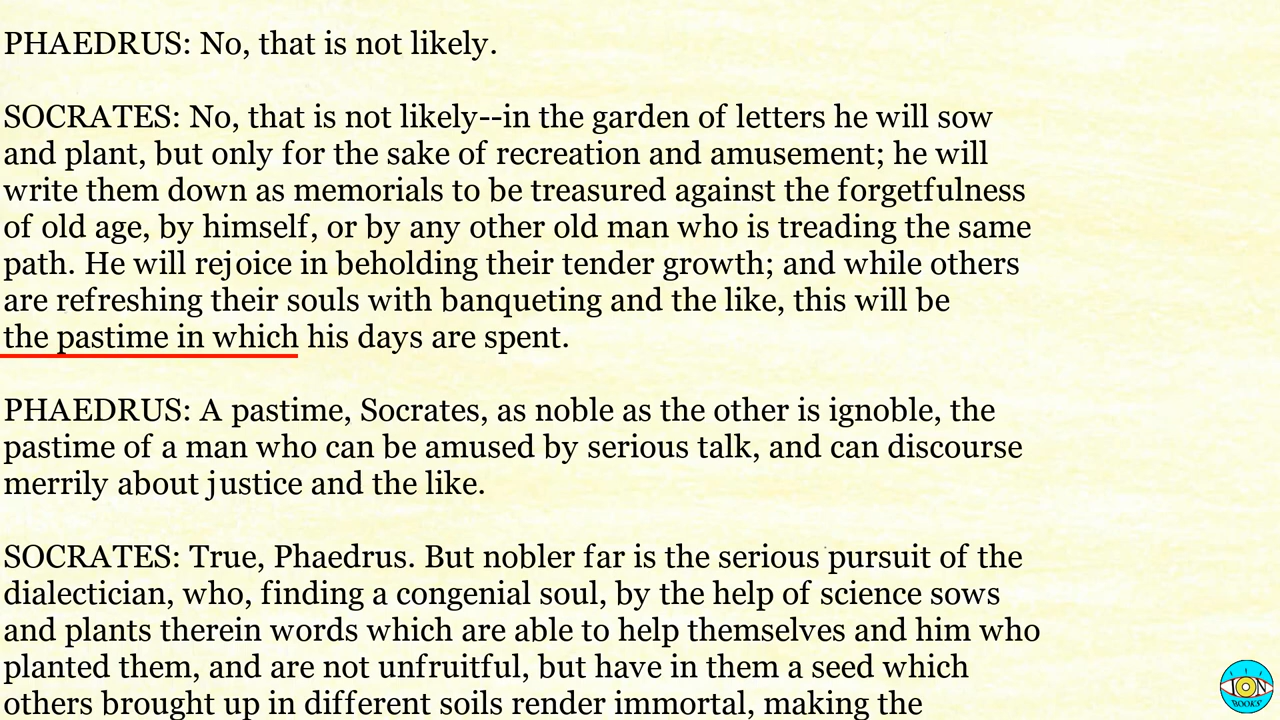 PHAEDRUS: No, that is not likely.
SOCRATES: No, that is not likely--in the garden of letters he will sow
and plant, but only for the sake of recreation and amusement; he will
write them down as memorials to be treasured against the forgetfulness
of old age, by himself, or by any other old man who is treading the same
path. He will rejoice in beholding their tender growth; and while others
are refreshing their souls with banqueting and the like, this will be
the pastime in which his days are spent.
PHAEDRUS: A pastime, Socrates, as noble as the other is ignoble, the
pastime of a man who can be amused by serious talk, and can discourse
merrily about justice and the like.
SOCRATES: True, Phaedrus. But nobler far is the serious pursuit of the
dialectician, who, finding a congenial soul, by the help of science sows
and plants therein words which are able to help themselves and him who
planted them, and are not unfruitful, but have in them a seed which
others brought up in different soils render immortal, making the
ION
BOOKS